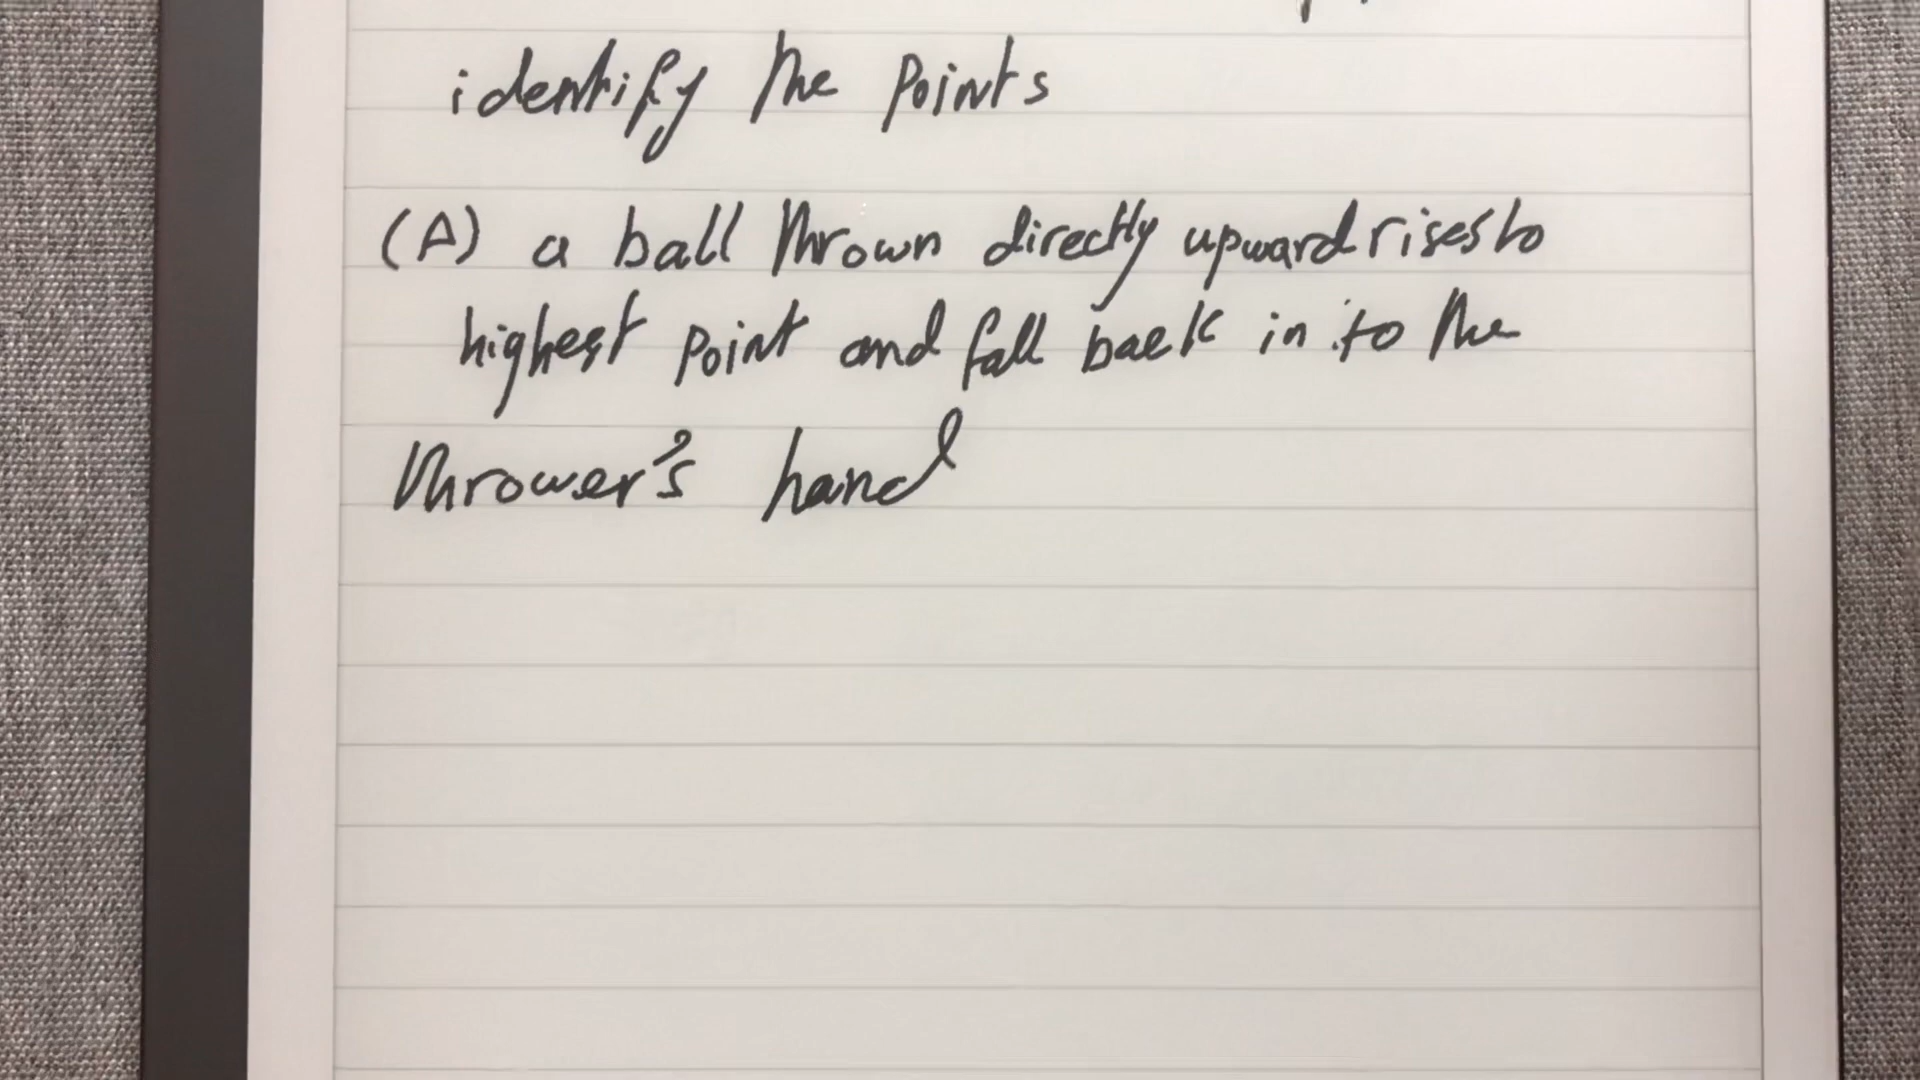 identify the points
(A) a ball thrown directly upward rises to
highest point and fall back in to the
thrower's hand